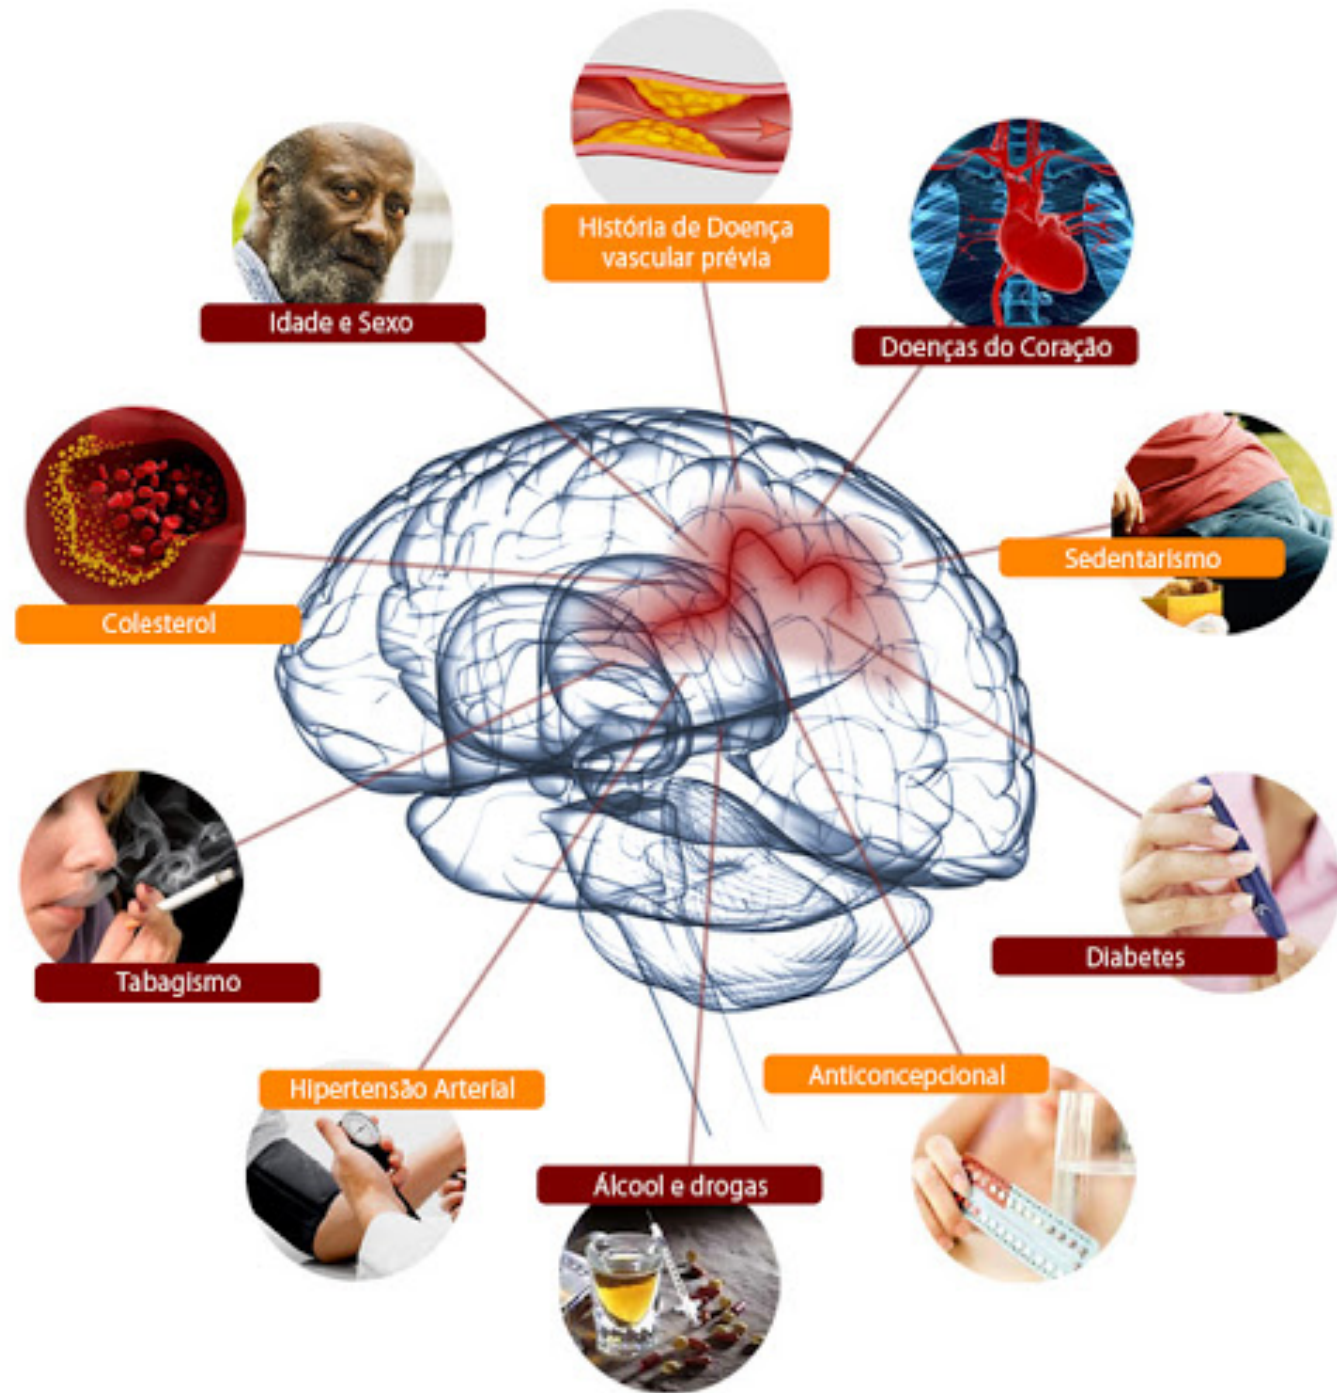 História de Doença
vascular prévia
Idade e Sexo
Doenças do Coração
Sedentarismo
Colesterol
Diabetes
Tabagismo
Anticoncepcional
Hipertensão Arterial
Álcool e drogas